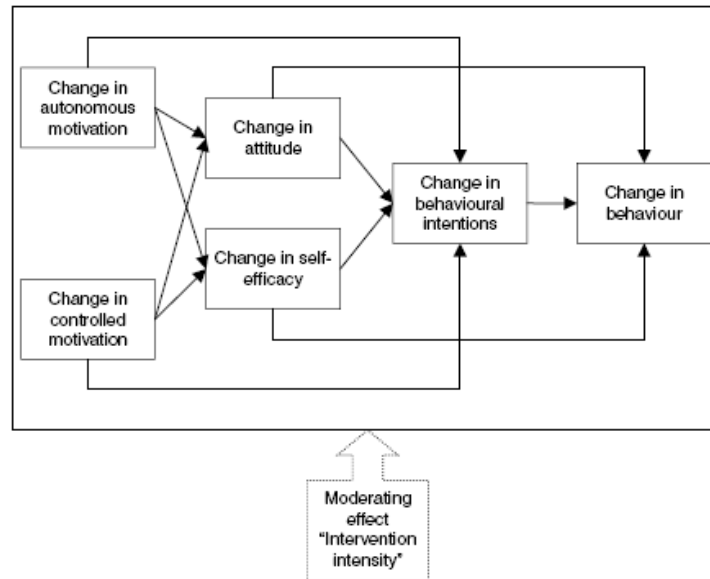 Change in
autonomous
motivation
Change in
attitude
Change in
behavioural
intentions
Change in
behaviour
Change in self-
efficacy
Change in
controlled
motivation
Moderating
effect
“Intervention
intensity”